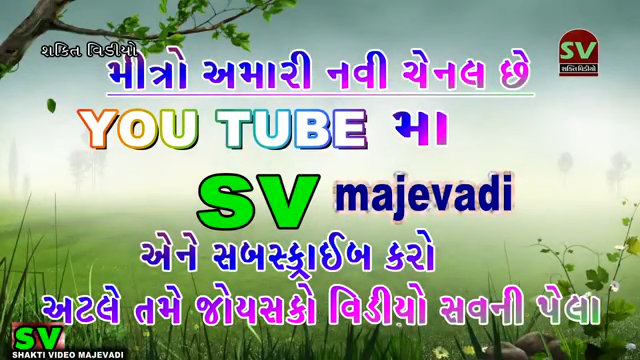 શક્તિ વિડીયો
SV
શક્તિ વિડીયો
મીત્રો અમારી નવી ચેનલ છે
YOU TUBE મા
SV majevadi
એને સબસ્ક્રાઈબ કરો
અટલે તમે જોયસકો વિડીયો સવની પેલા
SV
SHAKTI VIDEO MAJEVADI